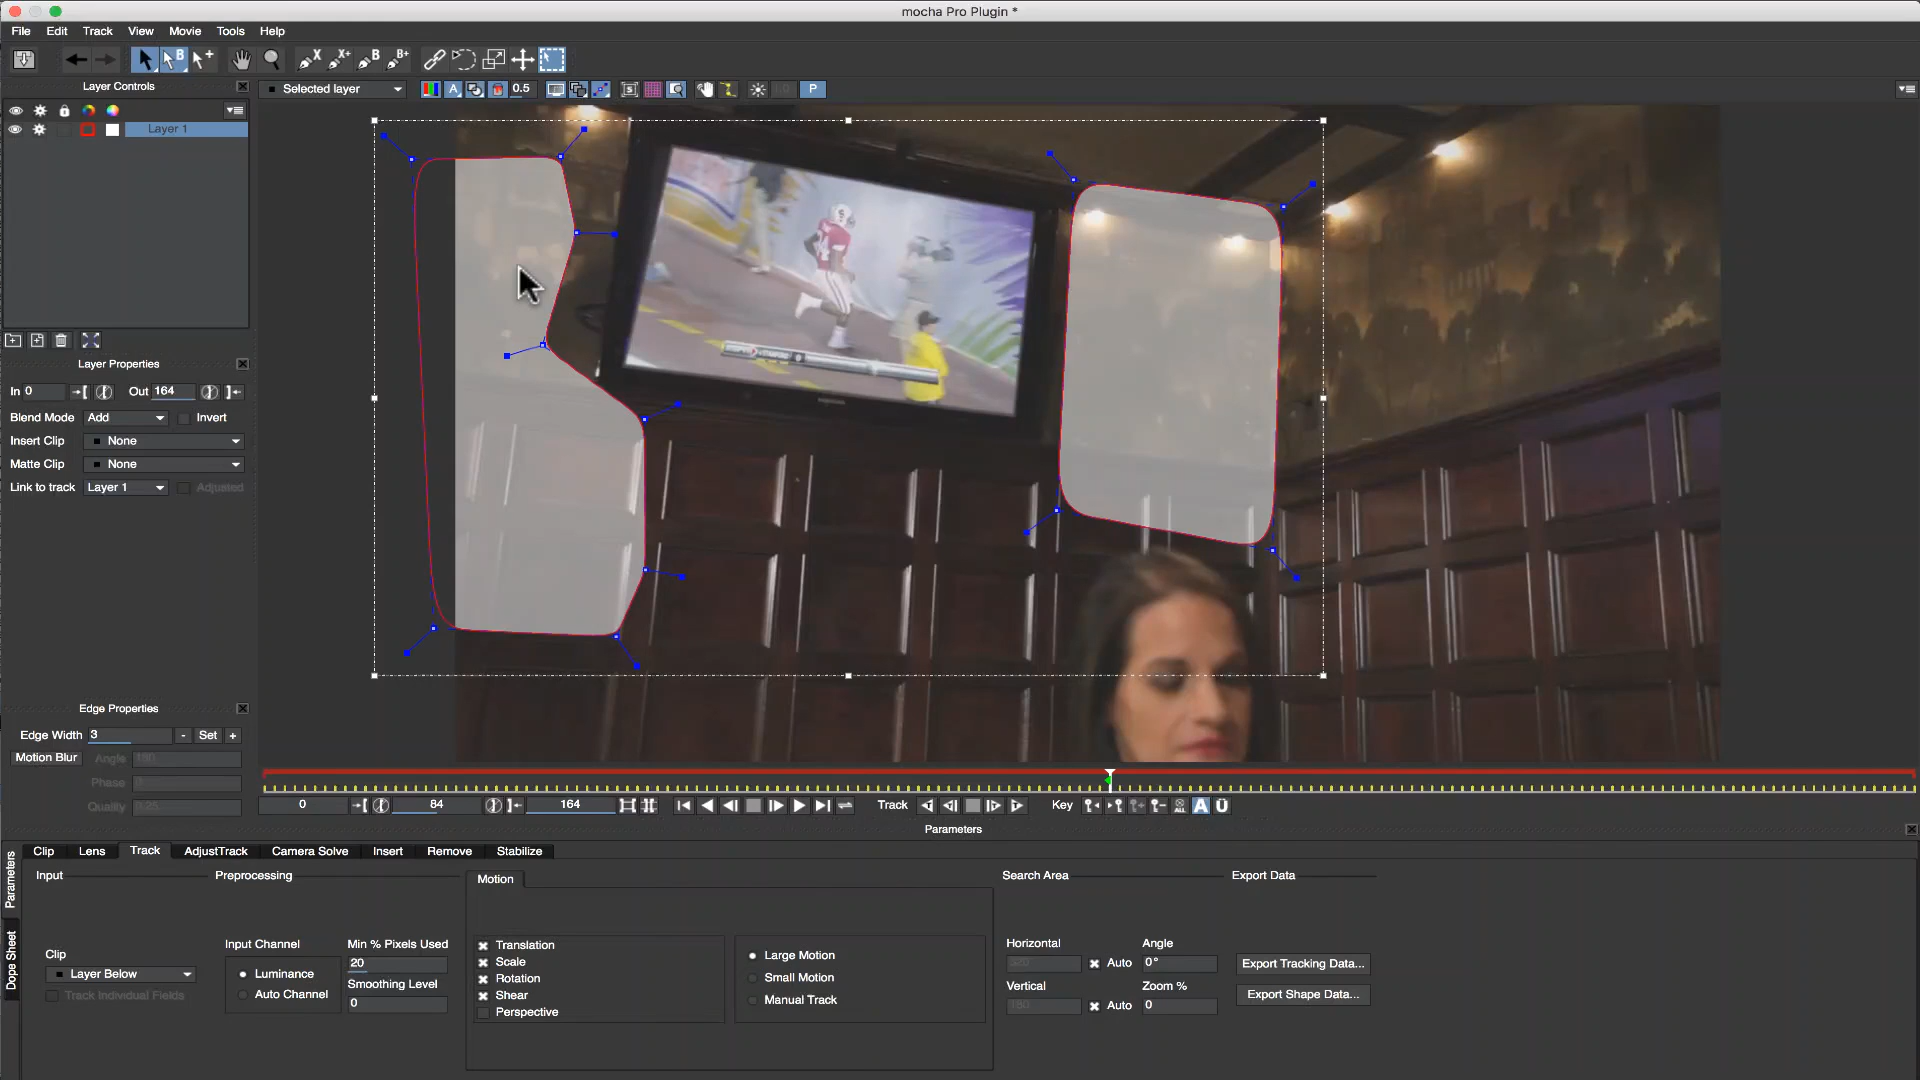 mocha Pro Plugin *
File Edit Track View Movie Tools Help
Layer Controls
Selected layer
A 0.5 1.0 P
Layer 1
Layer Properties
In 0 Out 164
Blend Mode Add Invert
Insert Clip None
Matte Clip None
Link to track Layer 1 Adjusted
Edge Properties
Edge Width 3 - Set +
Motion Blur Angle 180
Phase
Quality 0.25
0 84 164 Track Key ALL A Ü
Parameters
Clip Lens Track AdjustTrack Camera Solve Insert Remove Stabilize
Parameters
Dope Sheet
Input Preprocessing Motion Search Area Export Data
Clip
Layer Below
Track Individual Fields
Input Channel
Luminance
Auto Channel
Min % Pixels Used
20
Smoothing Level
0
Translation
Scale
Rotation
Shear
Perspective
Large Motion
Small Motion
Manual Track
Horizontal Angle
Auto 0°
Vertical Zoom %
Auto 0
Export Tracking Data...
Export Shape Data...